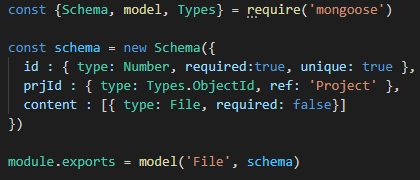 const {Schema, model, Types} = require('mongoose')
const schema = new Schema({
id : { type: Number, required:true, unique: true },
prjId : { type: Types.ObjectId, ref: 'Project' },
content : [{ type: File, required: false}]
})
module.exports = model('File', schema)